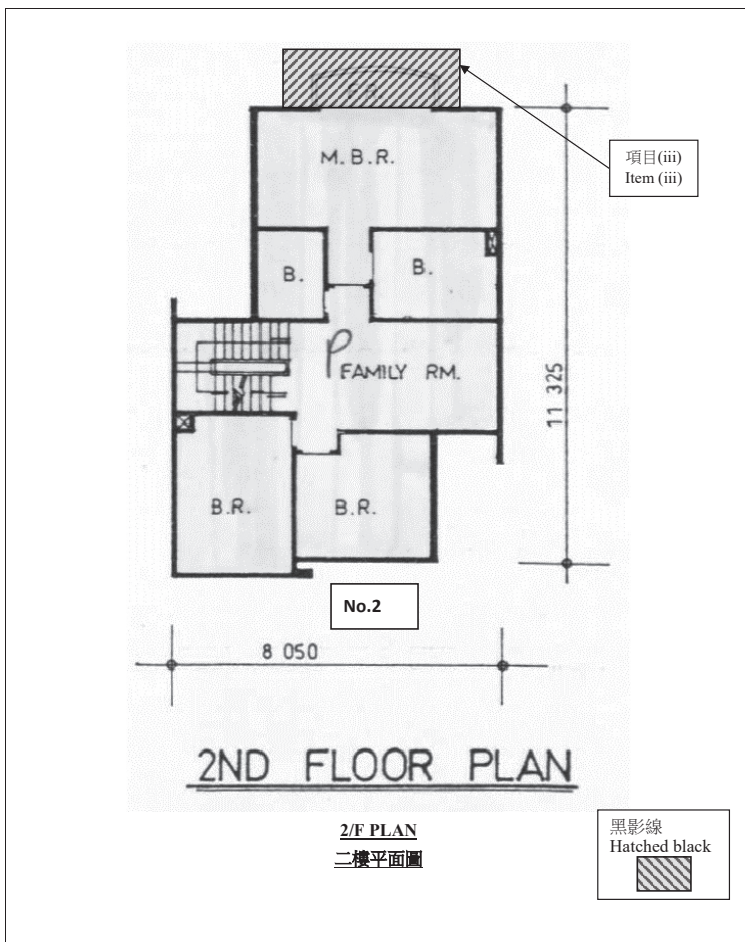 項目(iii)
Item (iii)
M.B.R.
B.
B.
FAMILY RM.
11 325
B.R.
B.R.
No.2
8 050
2ND FLOOR PLAN
2/F PLAN
二樓平面圖
黑影線
Hatched black